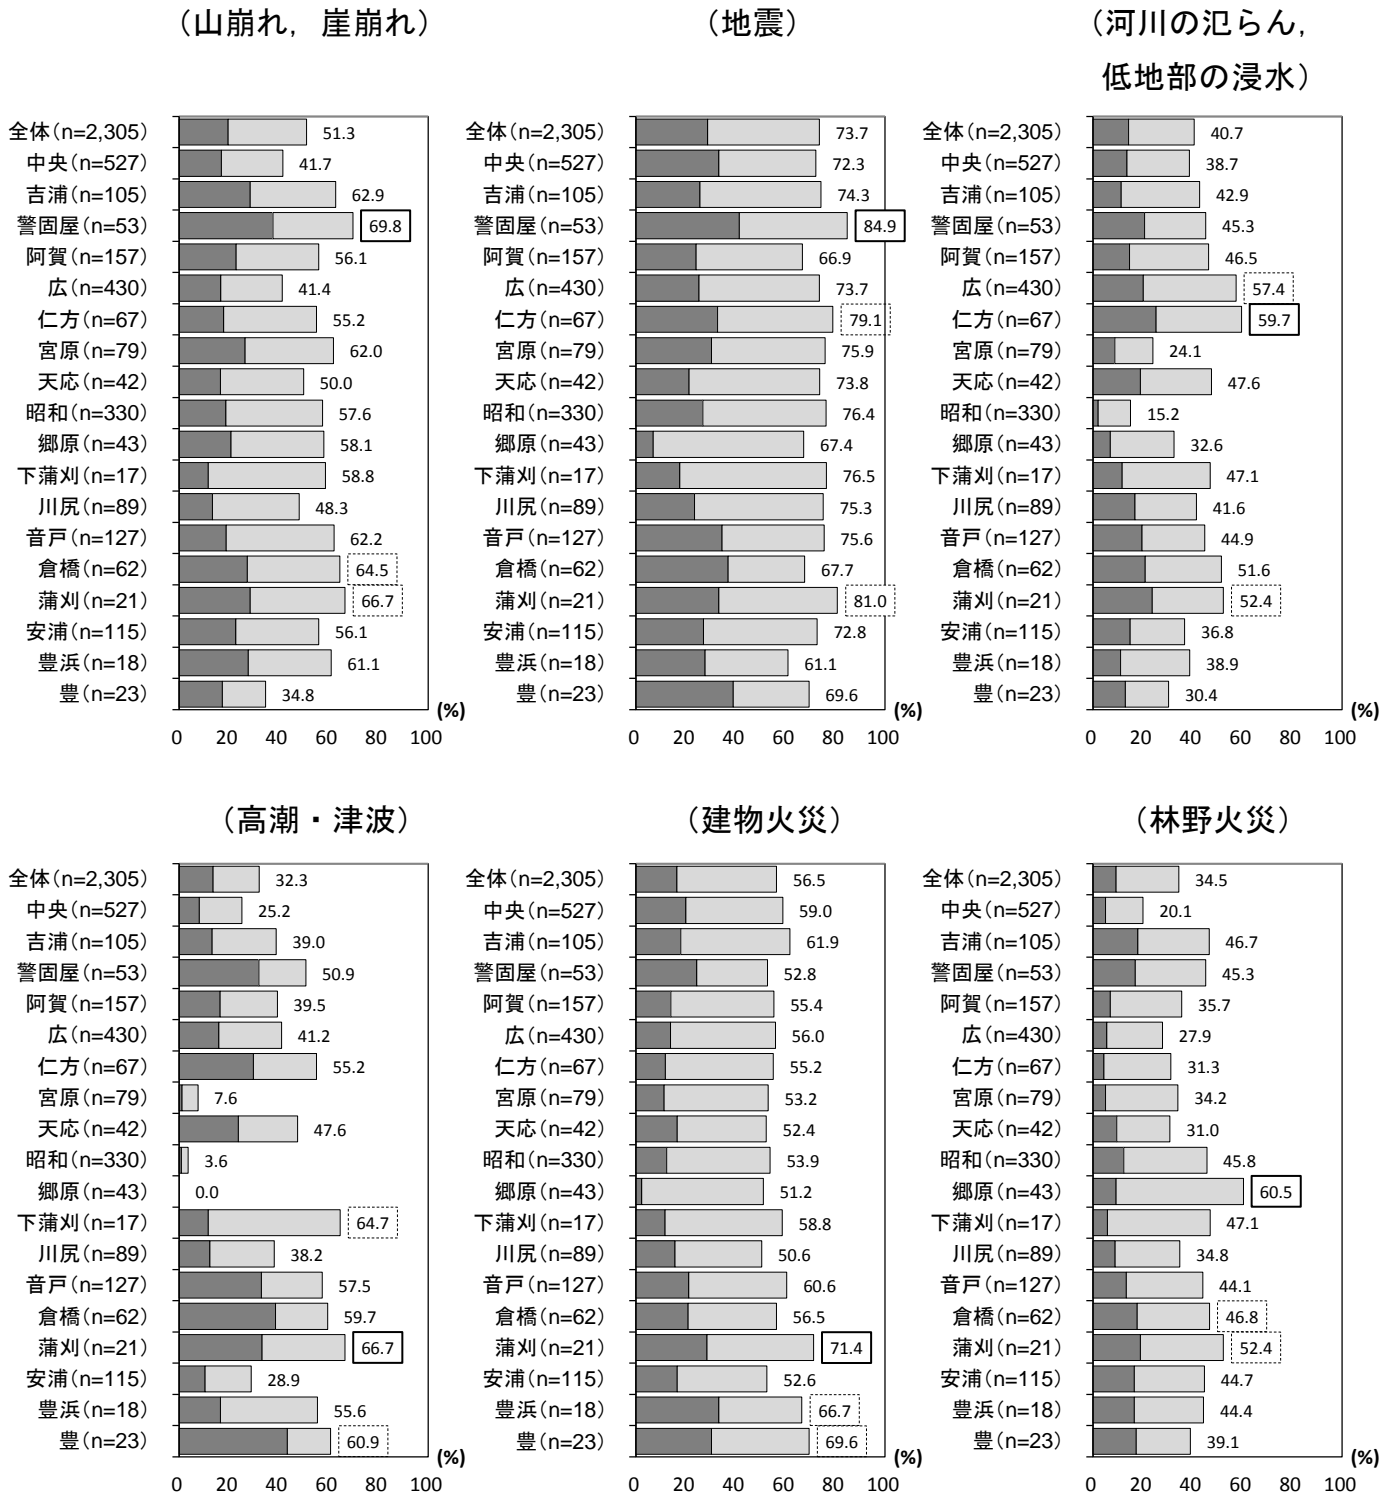 （山崩れ，崖崩れ）
全体（n=2,305） 51.3
中央（n=527） 41.7
吉浦（n=105） 62.9
警固屋（n=53） 69.8
阿賀（n=157） 56.1
広（n=430） 41.4
仁方（n=67） 55.2
宮原（n=79） 62.0
天応（n=42） 50.0
昭和（n=330） 57.6
郷原（n=43） 58.1
下蒲刈（n=17） 58.8
川尻（n=89） 48.3
音戸（n=127） 62.2
倉橋（n=62） 64.5
蒲刈（n=21） 66.7
安浦（n=115） 56.1
豊浜（n=18） 61.1
豊（n=23） 34.8
(%)
0 20 40 60 80 100
（地震）
全体（n=2,305） 73.7
中央（n=527） 72.3
吉浦（n=105） 74.3
警固屋（n=53） 84.9
阿賀（n=157） 66.9
広（n=430） 73.7
仁方（n=67） 79.1
宮原（n=79） 75.9
天応（n=42） 73.8
昭和（n=330） 76.4
郷原（n=43） 67.4
下蒲刈（n=17） 76.5
川尻（n=89） 75.3
音戸（n=127） 75.6
倉橋（n=62） 67.7
蒲刈（n=21） 81.0
安浦（n=115） 72.8
豊浜（n=18） 61.1
豊（n=23） 69.6
(%)
0 20 40 60 80 100
（河川の氾らん，
低地部の浸水）
全体（n=2,305） 40.7
中央（n=527） 38.7
吉浦（n=105） 42.9
警固屋（n=53） 45.3
阿賀（n=157） 46.5
広（n=430） 57.4
仁方（n=67） 59.7
宮原（n=79） 24.1
天応（n=42） 47.6
昭和（n=330） 15.2
郷原（n=43） 32.6
下蒲刈（n=17） 47.1
川尻（n=89） 41.6
音戸（n=127） 44.9
倉橋（n=62） 51.6
蒲刈（n=21） 52.4
安浦（n=115） 36.8
豊浜（n=18） 38.9
豊（n=23） 30.4
(%)
0 20 40 60 80 100
（高潮・津波）
全体（n=2,305） 32.3
中央（n=527） 25.2
吉浦（n=105） 39.0
警固屋（n=53） 50.9
阿賀（n=157） 39.5
広（n=430） 41.2
仁方（n=67） 55.2
宮原（n=79） 7.6
天応（n=42） 47.6
昭和（n=330） 3.6
郷原（n=43） 0.0
下蒲刈（n=17） 64.7
川尻（n=89） 38.2
音戸（n=127） 57.5
倉橋（n=62） 59.7
蒲刈（n=21） 66.7
安浦（n=115） 28.9
豊浜（n=18） 55.6
豊（n=23） 60.9
(%)
0 20 40 60 80 100
（建物火災）
全体（n=2,305） 56.5
中央（n=527） 59.0
吉浦（n=105） 61.9
警固屋（n=53） 52.8
阿賀（n=157） 55.4
広（n=430） 56.0
仁方（n=67） 55.2
宮原（n=79） 53.2
天応（n=42） 52.4
昭和（n=330） 53.9
郷原（n=43） 51.2
下蒲刈（n=17） 58.8
川尻（n=89） 50.6
音戸（n=127） 60.6
倉橋（n=62） 56.5
蒲刈（n=21） 71.4
安浦（n=115） 52.6
豊浜（n=18） 66.7
豊（n=23） 69.6
(%)
0 20 40 60 80 100
（林野火災）
全体（n=2,305） 34.5
中央（n=527） 20.1
吉浦（n=105） 46.7
警固屋（n=53） 45.3
阿賀（n=157） 35.7
広（n=430） 27.9
仁方（n=67） 31.3
宮原（n=79） 34.2
天応（n=42） 31.0
昭和（n=330） 45.8
郷原（n=43） 60.5
下蒲刈（n=17） 47.1
川尻（n=89） 34.8
音戸（n=127） 44.1
倉橋（n=62） 46.8
蒲刈（n=21） 52.4
安浦（n=115） 44.7
豊浜（n=18） 44.4
豊（n=23） 39.1
(%)
0 20 40 60 80 100